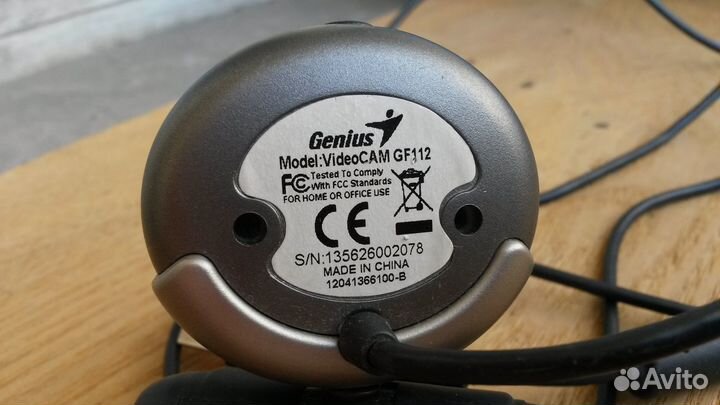 Genius
Model:VideoCAM GF112
FC Tested To Comply
With FCC Standards
FOR HOME OR OFFICE USE
CE
S/N:135626002078
MADE IN CHINA
12041366100-B
Avito